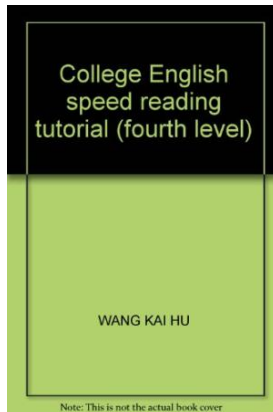 College English
speed reading
tutorial (fourth level)
WANG KAI HU
Note: This is not the actual book cover